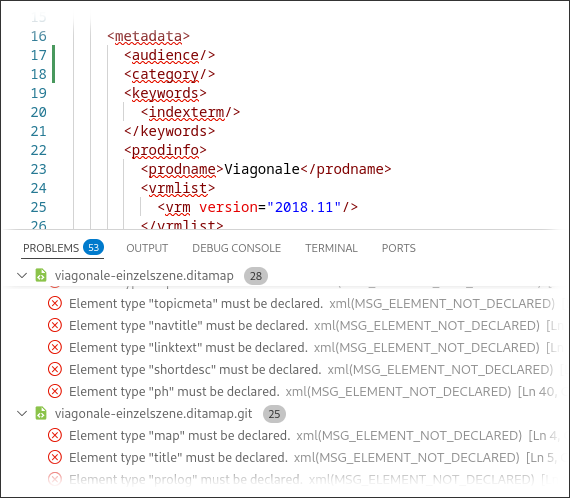 15
16 <metadata>
17 <audience/>
18 <category/>
19 <keywords>
20 <indexterm/>
21 </keywords>
22 <prodinfo>
23 <prodname>Viagonale</prodname>
24 <vrmlist>
25 <vrm version="2018.11"/>
26 </vrmlist>
PROBLEMS 53 OUTPUT DEBUG CONSOLE TERMINAL PORTS
viagonale-einzelszene.ditamap 28
Element type "topicmeta" must be declared. xml(MSG_ELEMENT_NOT_DECLARED)
Element type "navtitle" must be declared. xml(MSG_ELEMENT_NOT_DECLARED) [Ln
Element type "linktext" must be declared. xml(MSG_ELEMENT_NOT_DECLARED) [Ln
Element type "shortdesc" must be declared. xml(MSG_ELEMENT_NOT_DECLARED)
Element type "ph" must be declared. xml(MSG_ELEMENT_NOT_DECLARED) [Ln 40,
viagonale-einzelszene.ditamap.git 25
Element type "map" must be declared. xml(MSG_ELEMENT_NOT_DECLARED) [Ln 4,
Element type "title" must be declared. xml(MSG_ELEMENT_NOT_DECLARED) [Ln 5,
Element type "prolog" must be declared. xml(MSG_ELEMENT_NOT_DECLARED) [Ln